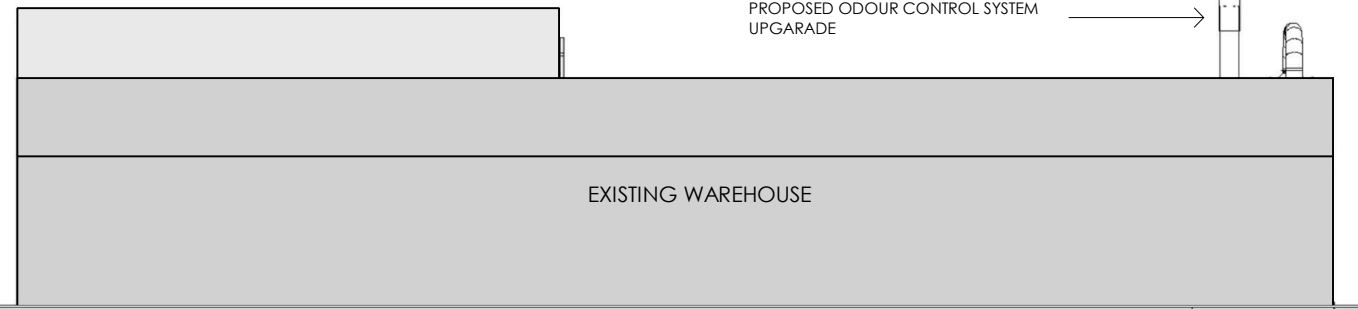 PROPOSED ODOUR CONTROL SYSTEM
UPGARADE
EXISTING WAREHOUSE